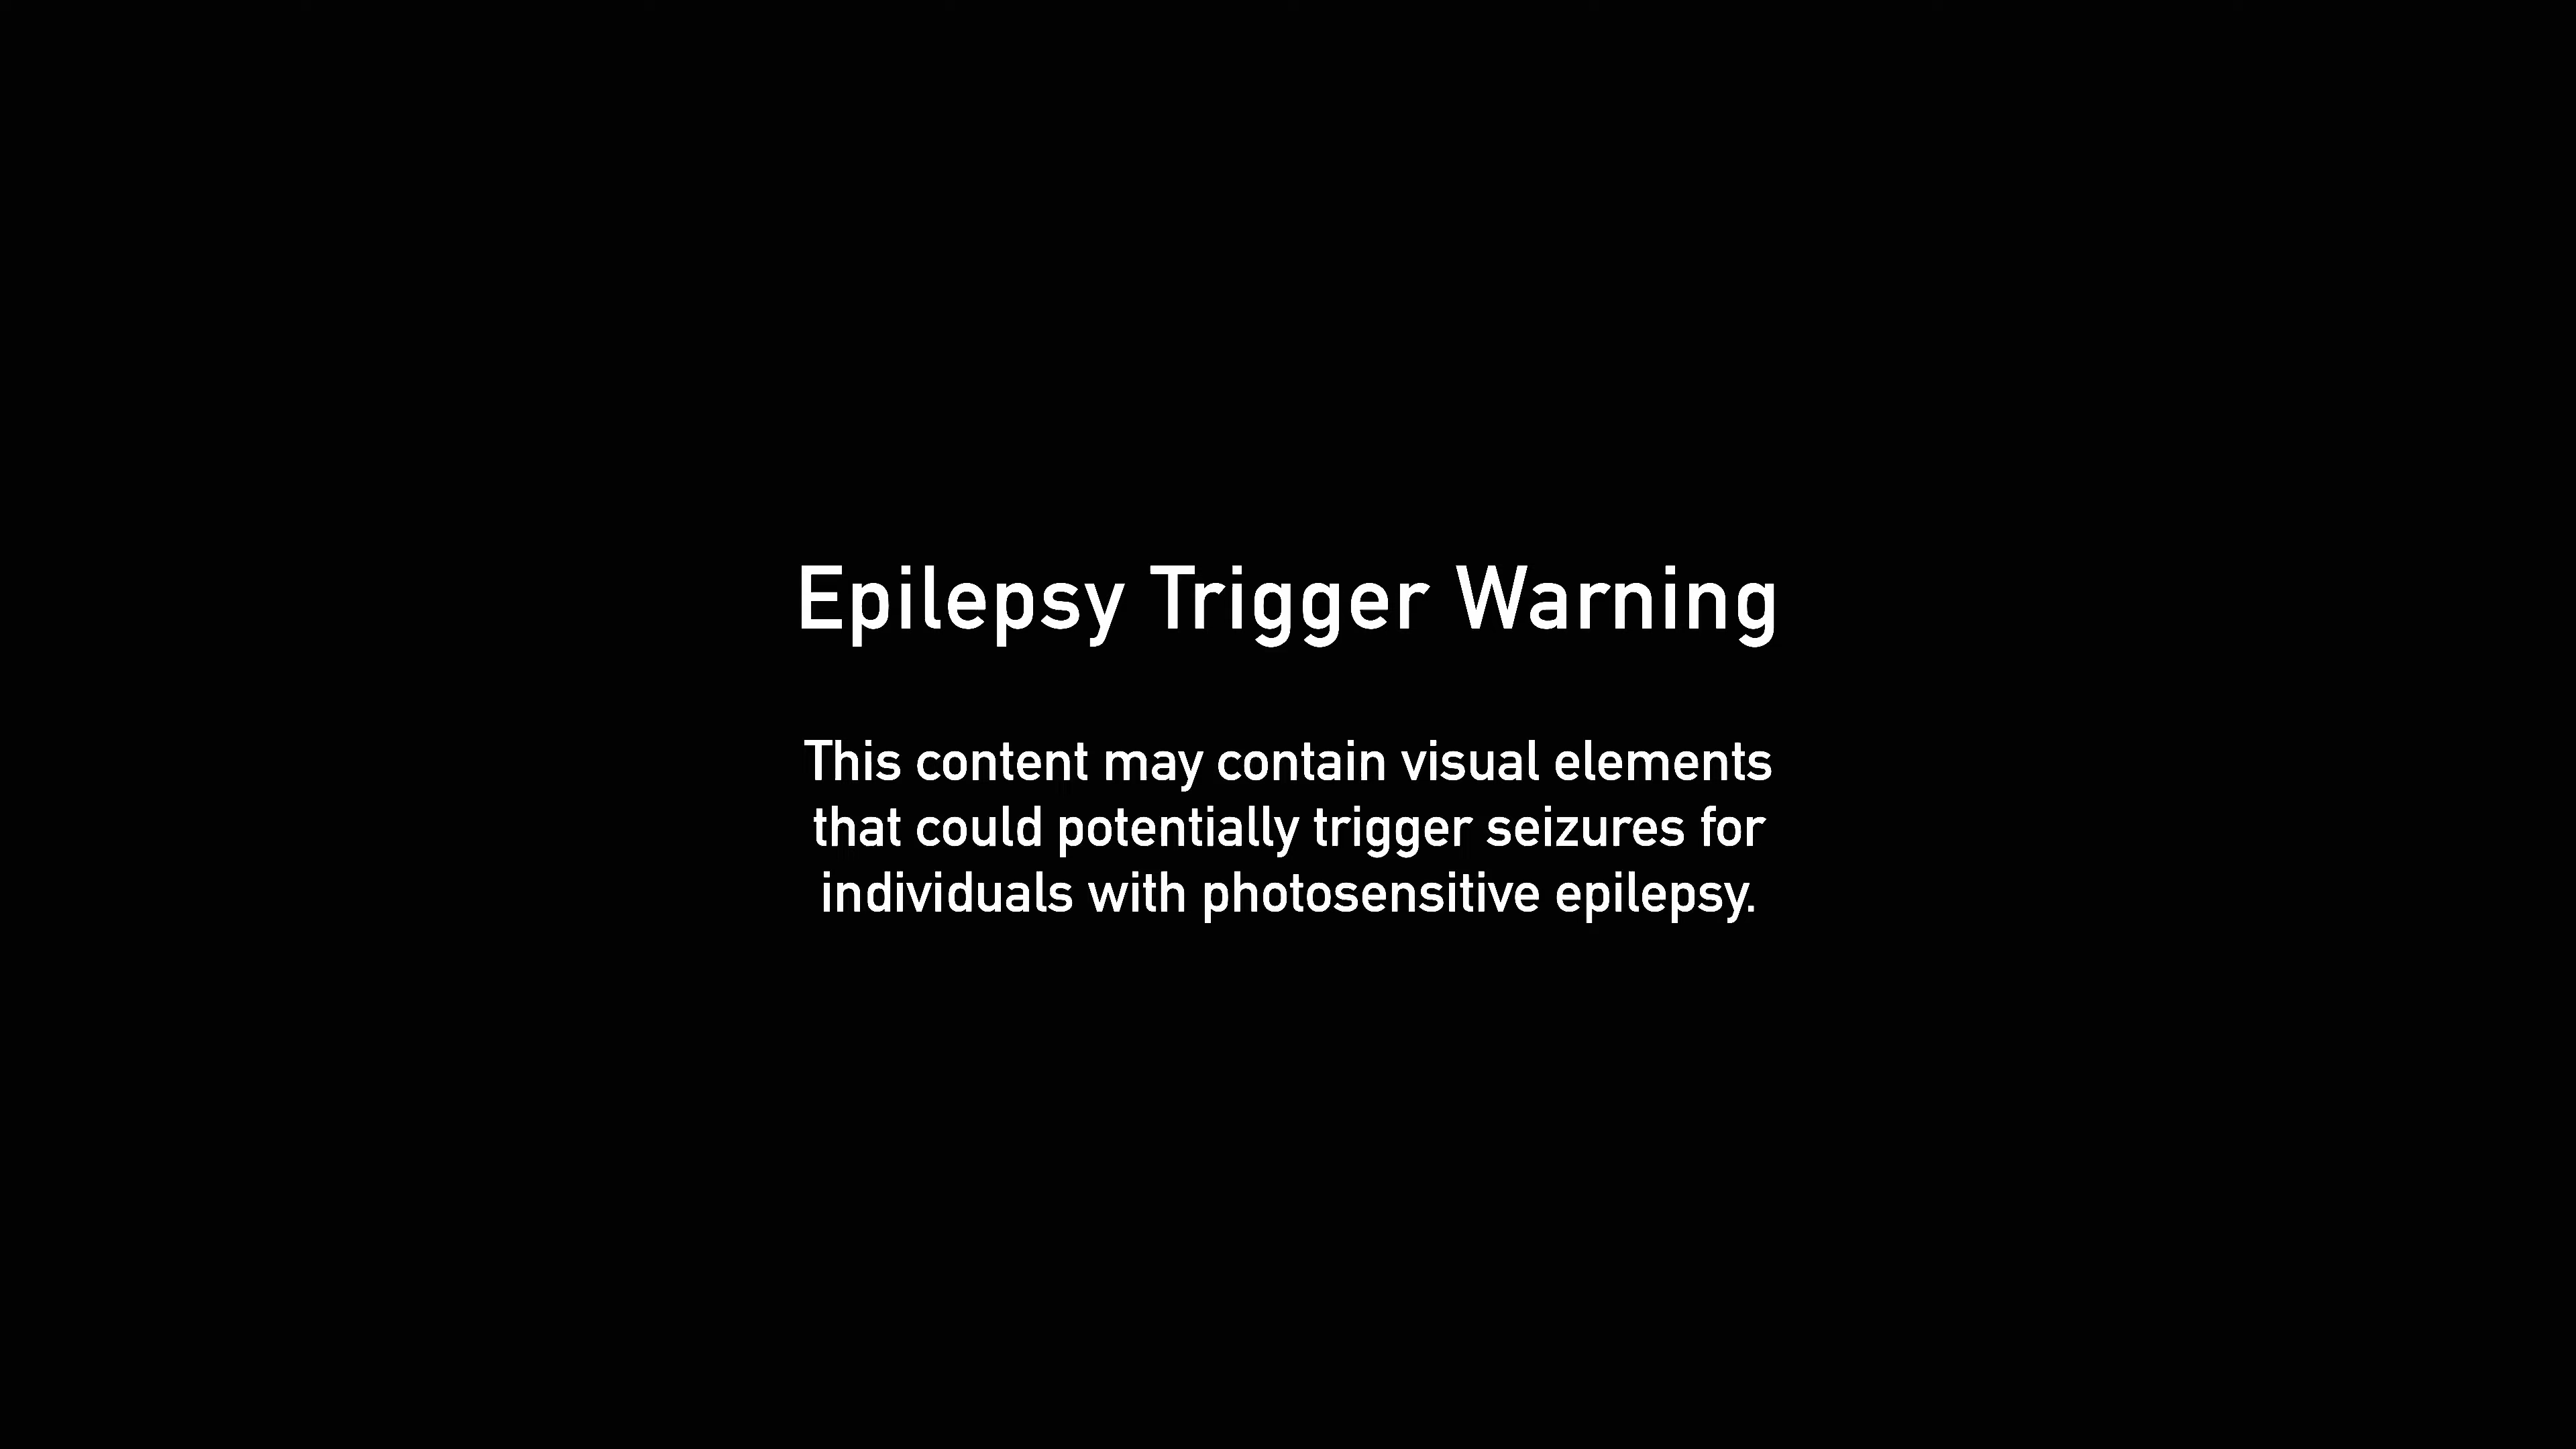 Epilepsy Trigger Warning
This content may contain visual elements
that could potentially trigger seizures for
individuals with photosensitive epilepsy.